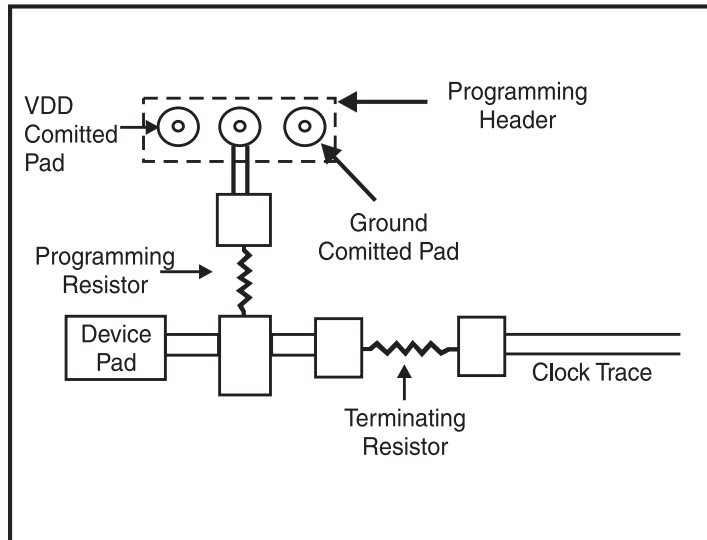 VDD
Comitted
Pad
Programming
Header
Ground
Comitted Pad
Programming
Resistor
Device
Pad
Clock Trace
Terminating
Resistor